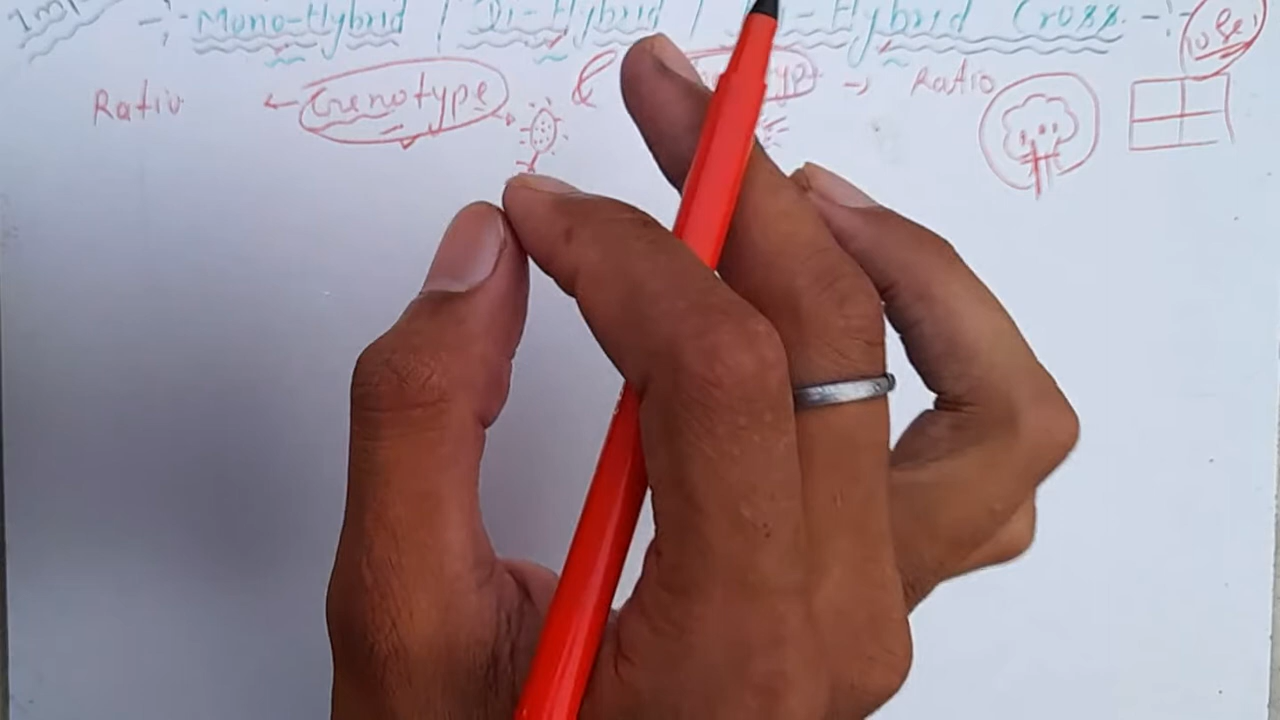 -:- Mono-Hybrid / Di-Hybrid / -Hybrid Cross -:-
Ratio ← Genotype & → Ratio